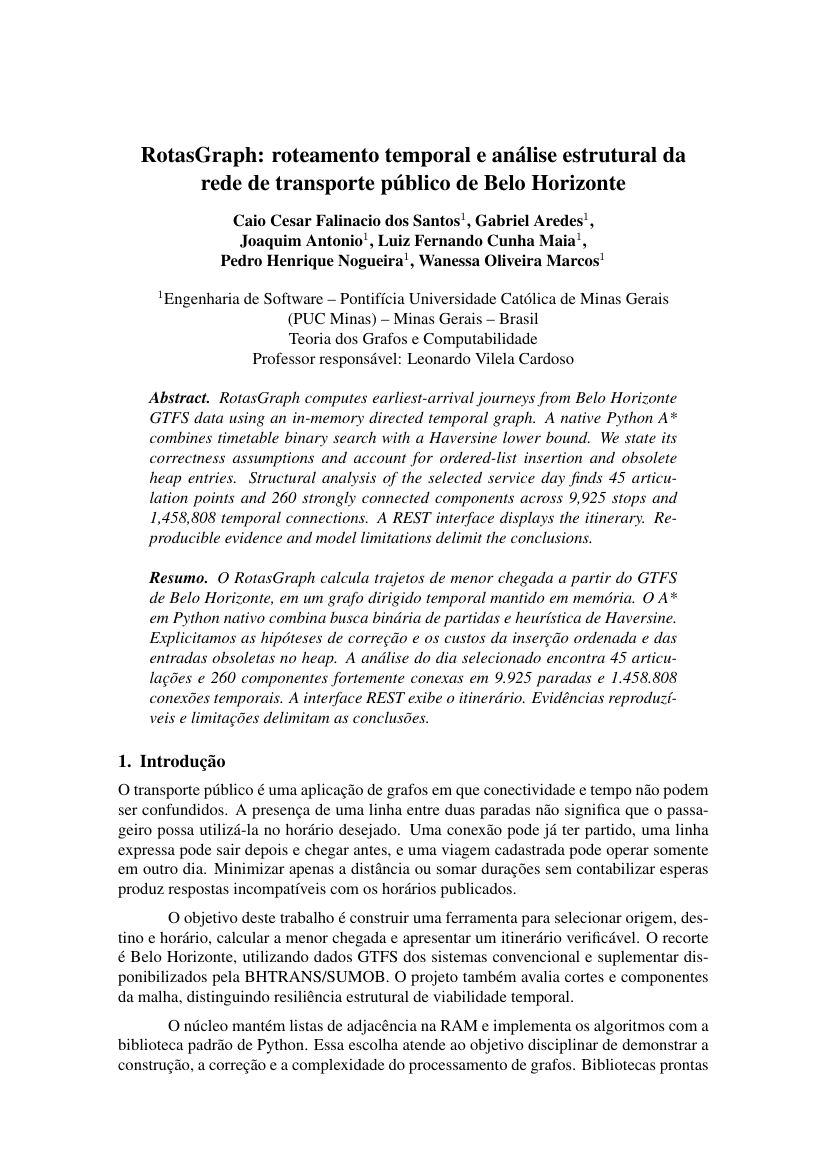 RotasGraph: roteamento temporal e análise estrutural da
rede de transporte público de Belo Horizonte
Caio Cesar Falinacio dos Santos¹, Gabriel Aredes¹,
Joaquim Antonio¹, Luiz Fernando Cunha Maia¹,
Pedro Henrique Nogueira¹, Wanessa Oliveira Marcos¹
¹Engenharia de Software – Pontifícia Universidade Católica de Minas Gerais
(PUC Minas) – Minas Gerais – Brasil
Teoria dos Grafos e Computabilidade
Professor responsável: Leonardo Vilela Cardoso
Abstract. RotasGraph computes earliest-arrival journeys from Belo Horizonte
GTFS data using an in-memory directed temporal graph. A native Python A*
combines timetable binary search with a Haversine lower bound. We state its
correctness assumptions and account for ordered-list insertion and obsolete
heap entries. Structural analysis of the selected service day finds 45 articu-
lation points and 260 strongly connected components across 9,925 stops and
1,458,808 temporal connections. A REST interface displays the itinerary. Re-
producible evidence and model limitations delimit the conclusions.
Resumo. O RotasGraph calcula trajetos de menor chegada a partir do GTFS
de Belo Horizonte, em um grafo dirigido temporal mantido em memória. O A*
em Python nativo combina busca binária de partidas e heurística de Haversine.
Explicitamos as hipóteses de correção e os custos da inserção ordenada e das
entradas obsoletas no heap. A análise do dia selecionado encontra 45 articu-
lações e 260 componentes fortemente conexas em 9.925 paradas e 1.458.808
conexões temporais. A interface REST exibe o itinerário. Evidências reproduzí-
veis e limitações delimitam as conclusões.
1. Introdução
O transporte público é uma aplicação de grafos em que conectividade e tempo não podem
ser confundidos. A presença de uma linha entre duas paradas não significa que o passa-
geiro possa utilizá-la no horário desejado. Uma conexão pode já ter partido, uma linha
expressa pode sair depois e chegar antes, e uma viagem cadastrada pode operar somente
em outro dia. Minimizar apenas a distância ou somar durações sem contabilizar esperas
produz respostas incompatíveis com os horários publicados.
O objetivo deste trabalho é construir uma ferramenta para selecionar origem, des-
tino e horário, calcular a menor chegada e apresentar um itinerário verificável. O recorte
é Belo Horizonte, utilizando dados GTFS dos sistemas convencional e suplementar dis-
ponibilizados pela BHTRANS/SUMOB. O projeto também avalia cortes e componentes
da malha, distinguindo resiliência estrutural de viabilidade temporal.
O núcleo mantém listas de adjacência na RAM e implementa os algoritmos com a
biblioteca padrão de Python. Essa escolha atende ao objetivo disciplinar de demonstrar a
construção, a correção e a complexidade do processamento de grafos. Bibliotecas prontas